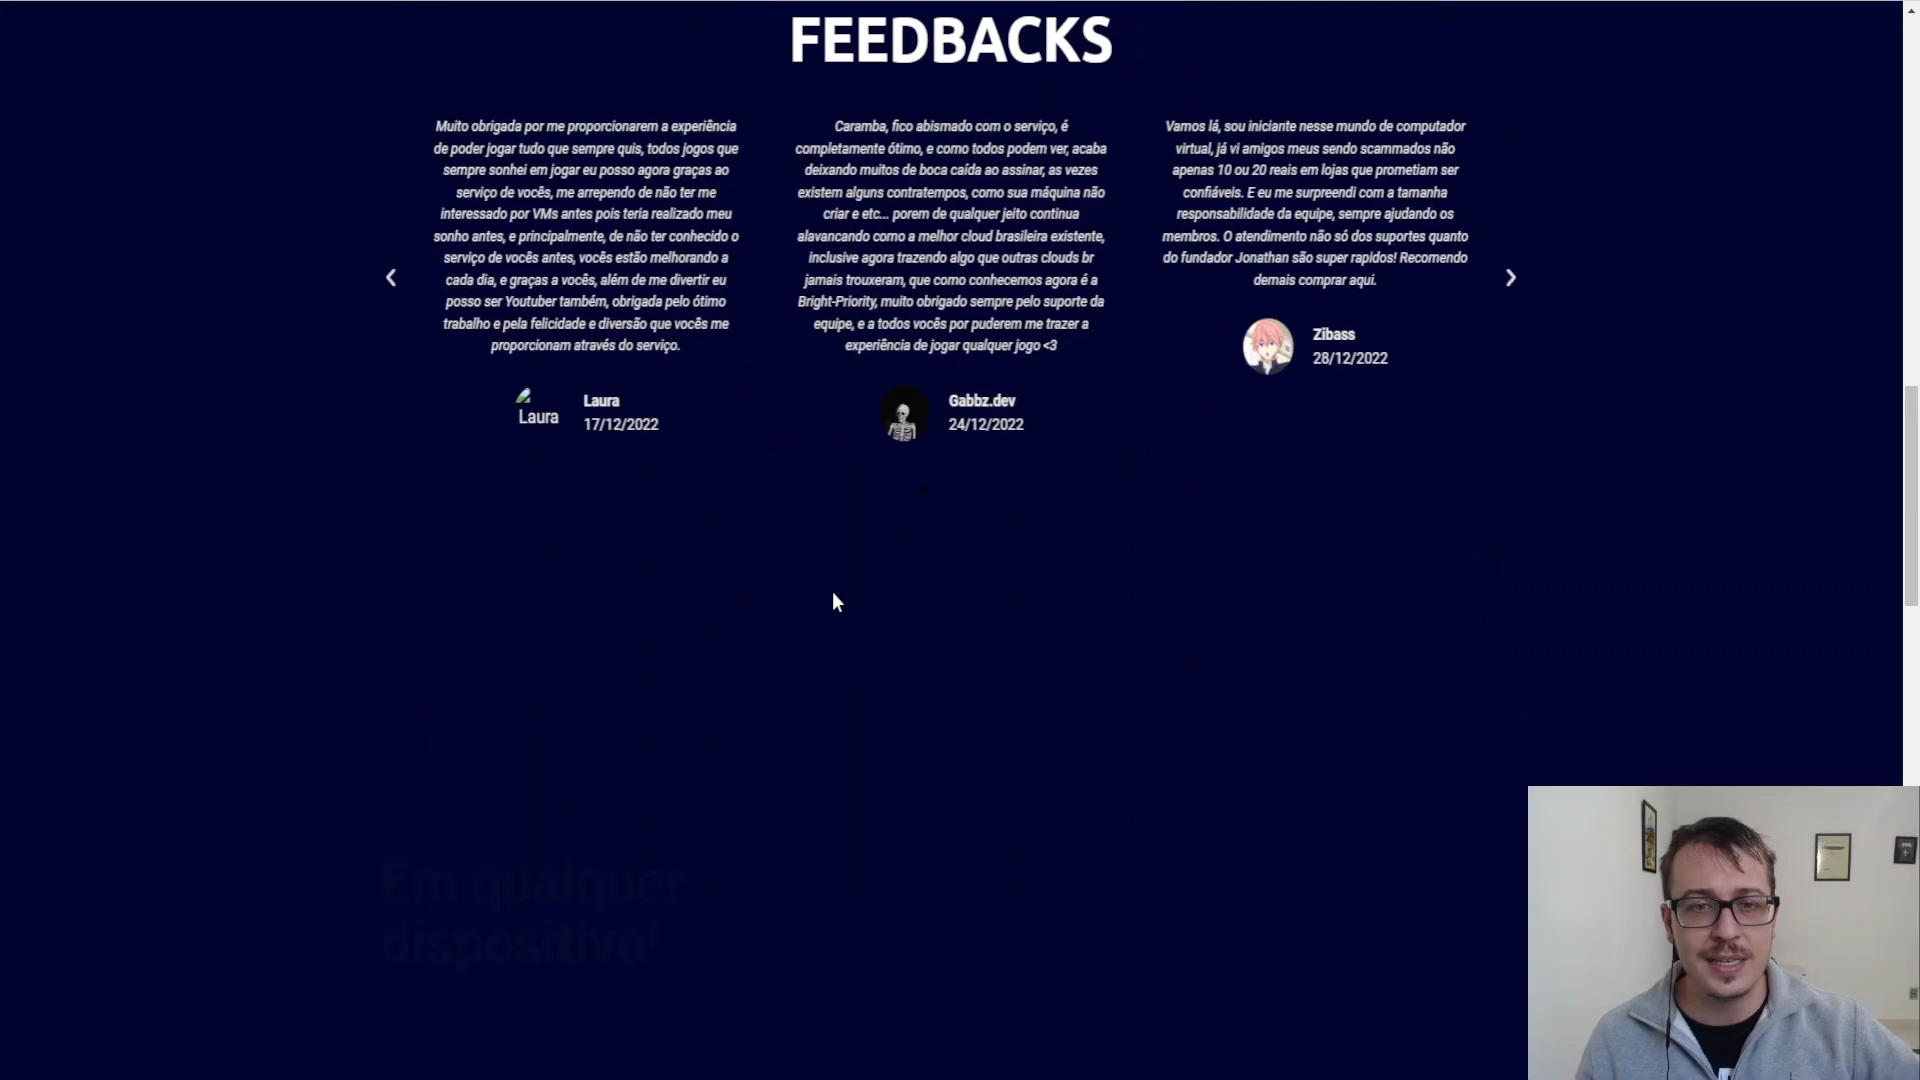 FEEDBACKS
Muito obrigada por me proporcionarem a experiência
de poder jogar tudo que sempre quis, todos jogos que
sempre sonhei em jogar eu posso agora graças ao
serviço de vocês, me arrependo de não ter me
interessado por VMs antes pois teria realizado meu
sonho antes, e principalmente, de não ter conhecido o
serviço de vocês antes, vocês estão melhorando a
cada dia, e graças a vocês, além de me divertir eu
posso ser Youtuber também, obrigada pelo ótimo
trabalho e pela felicidade e diversão que vocês me
proporcionam através do serviço.
Laura
Laura
17/12/2022
Caramba, fico abismado com o serviço, é
completamente ótimo, e como todos podem ver, acaba
deixando muitos de boca caída ao assinar, as vezes
existem alguns contratempos, como sua máquina não
criar e etc... porem de qualquer jeito continua
alavancando como a melhor cloud brasileira existente,
inclusive agora trazendo algo que outras clouds br
jamais trouxeram, que como conhecemos agora é a
Bright-Priority, muito obrigado sempre pelo suporte da
equipe, e a todos vocês por puderem me trazer a
experiência de jogar qualquer jogo <3
Gabbz.dev
24/12/2022
Vamos lá, sou iniciante nesse mundo de computador
virtual, já vi amigos meus sendo scammados não
apenas 10 ou 20 reais em lojas que prometiam ser
confiáveis. E eu me surpreendi com a tamanha
responsabilidade da equipe, sempre ajudando os
membros. O atendimento não só dos suportes quanto
do fundador Jonathan são super rapidos! Recomendo
demais comprar aqui.
Zibass
28/12/2022
Em qualquer
dispositivo!